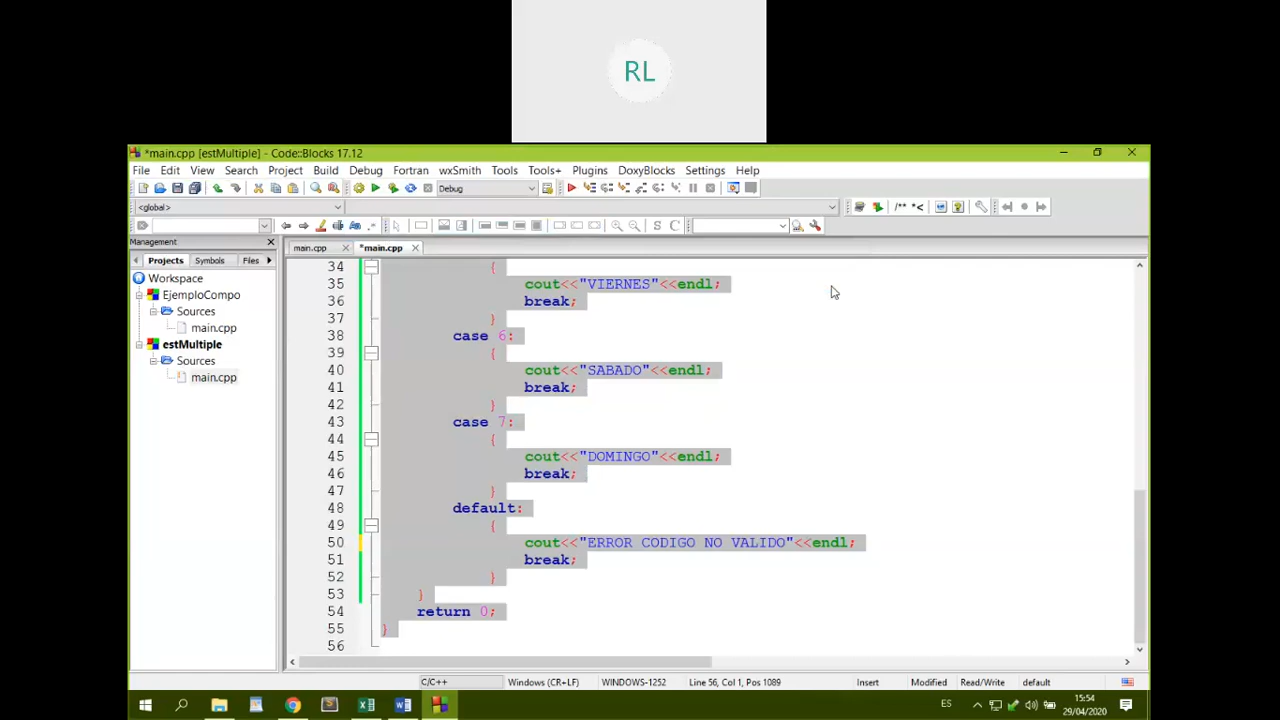 RL
*main.cpp [estMultiple] - Code::Blocks 17.12
File Edit View Search Project Build Debug Fortran wxSmith Tools Tools+ Plugins DoxyBlocks Settings Help
Debug
<global>
/** *<
S C
Management
Projects Symbols Files
main.cpp *main.cpp
Workspace
EjemploCompo
Sources
main.cpp
estMultiple
Sources
main.cpp
34 {
35 cout<<"VIERNES"<<endl;
36 break;
37 }
38 case 6:
39 {
40 cout<<"SABADO"<<endl;
41 break;
42 }
43 case 7:
44 {
45 cout<<"DOMINGO"<<endl;
46 break;
47 }
48 default:
49 {
50 cout<<"ERROR CODIGO NO VALIDO"<<endl;
51 break;
52 }
53 }
54 return 0;
55 }
56
C/C++ Windows (CR+LF) WINDOWS-1252 Line 56, Col 1, Pos 1089 Insert Modified Read/Write default
ES 15:54
29/04/2020